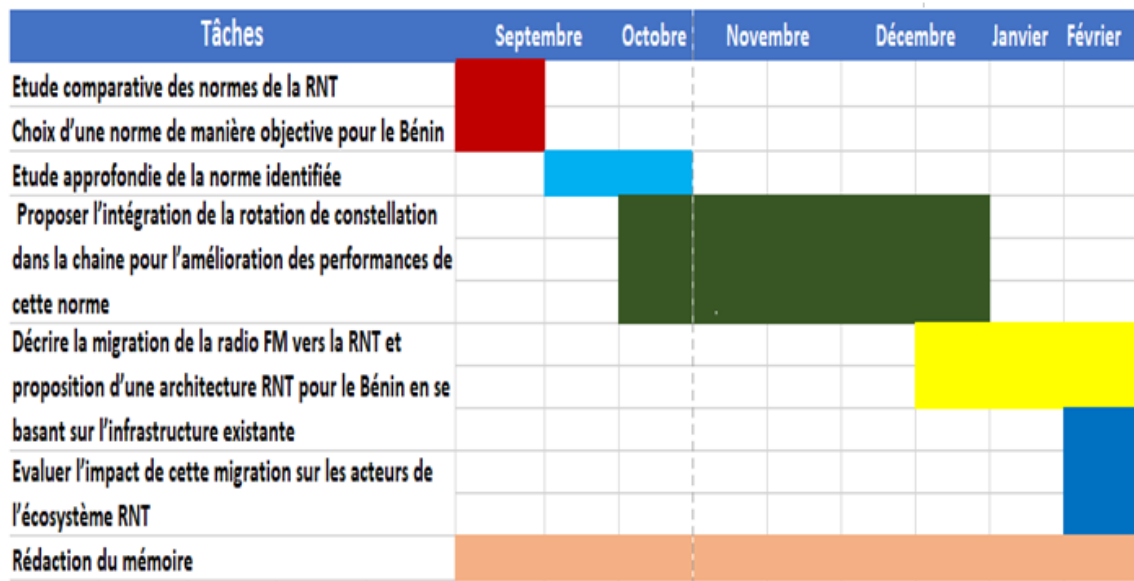 Tâches Septembre Octobre Novembre Décembre Janvier Février
Etude comparative des normes de la RNT
Choix d'une norme de manière objective pour le Bénin
Etude approfondie de la norme identifiée
Proposer l'intégration de la rotation de constellation
dans la chaine pour l'amélioration des performances de
cette norme
Décrire la migration de la radio FM vers la RNT et
proposition d'une architecture RNT pour le Bénin en se
basant sur l'infrastructure existante
Evaluer l'impact de cette migration sur les acteurs de
l'écosystème RNT
Rédaction du mémoire